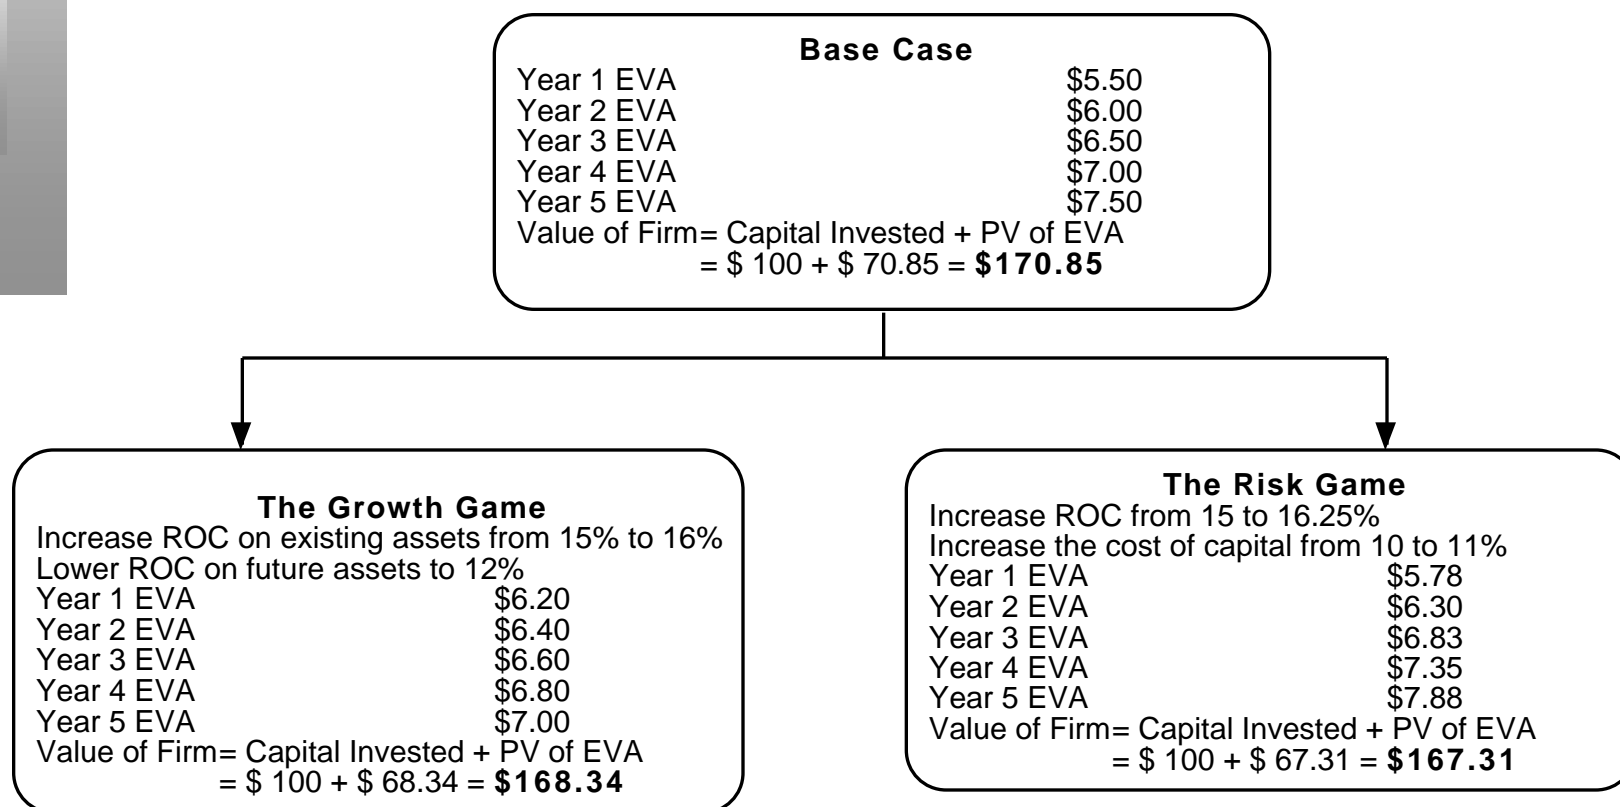 Base Case
Year 1 EVA $5.50
Year 2 EVA $6.00
Year 3 EVA $6.50
Year 4 EVA $7.00
Year 5 EVA $7.50
Value of Firm= Capital Invested + PV of EVA
= $ 100 + $ 70.85 = $170.85
The Growth Game
Increase ROC on existing assets from 15% to 16%
Lower ROC on future assets to 12%
Year 1 EVA $6.20
Year 2 EVA $6.40
Year 3 EVA $6.60
Year 4 EVA $6.80
Year 5 EVA $7.00
Value of Firm= Capital Invested + PV of EVA
= $ 100 + $ 68.34 = $168.34
The Risk Game
Increase ROC from 15 to 16.25%
Increase the cost of capital from 10 to 11%
Year 1 EVA $5.78
Year 2 EVA $6.30
Year 3 EVA $6.83
Year 4 EVA $7.35
Year 5 EVA $7.88
Value of Firm= Capital Invested + PV of EVA
= $ 100 + $ 67.31 = $167.31